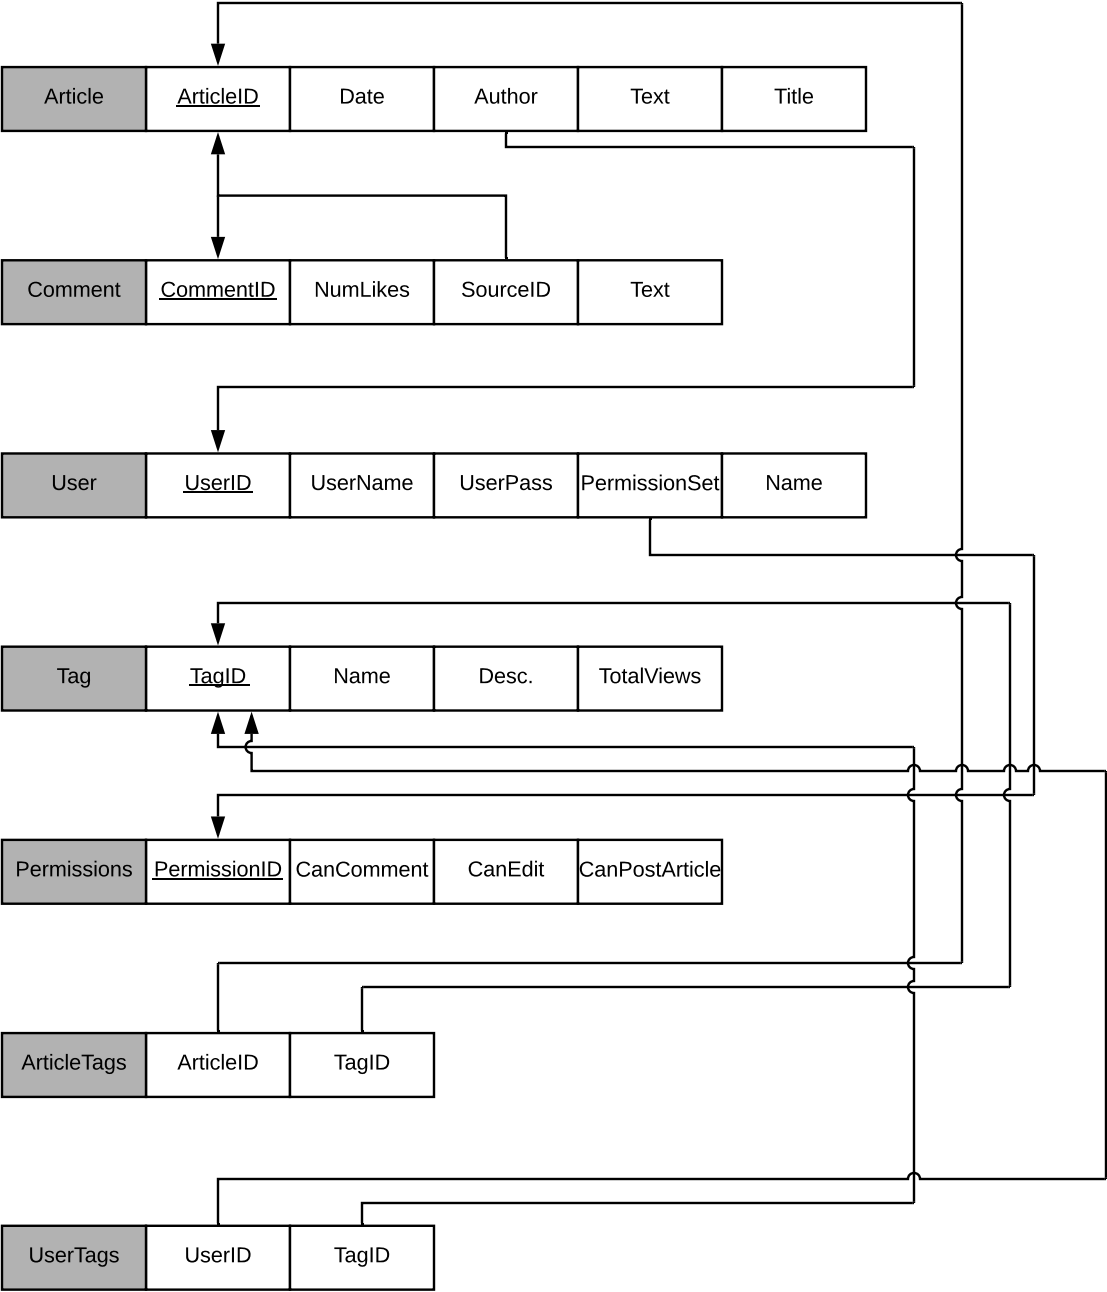 Article ArticleID Date Author Text Title
Comment CommentID NumLikes SourceID Text
User UserID UserName UserPass PermissionSet Name
Tag TagID Name Desc. TotalViews
Permissions PermissionID CanComment CanEdit CanPostArticle
ArticleTags ArticleID TagID
UserTags UserID TagID